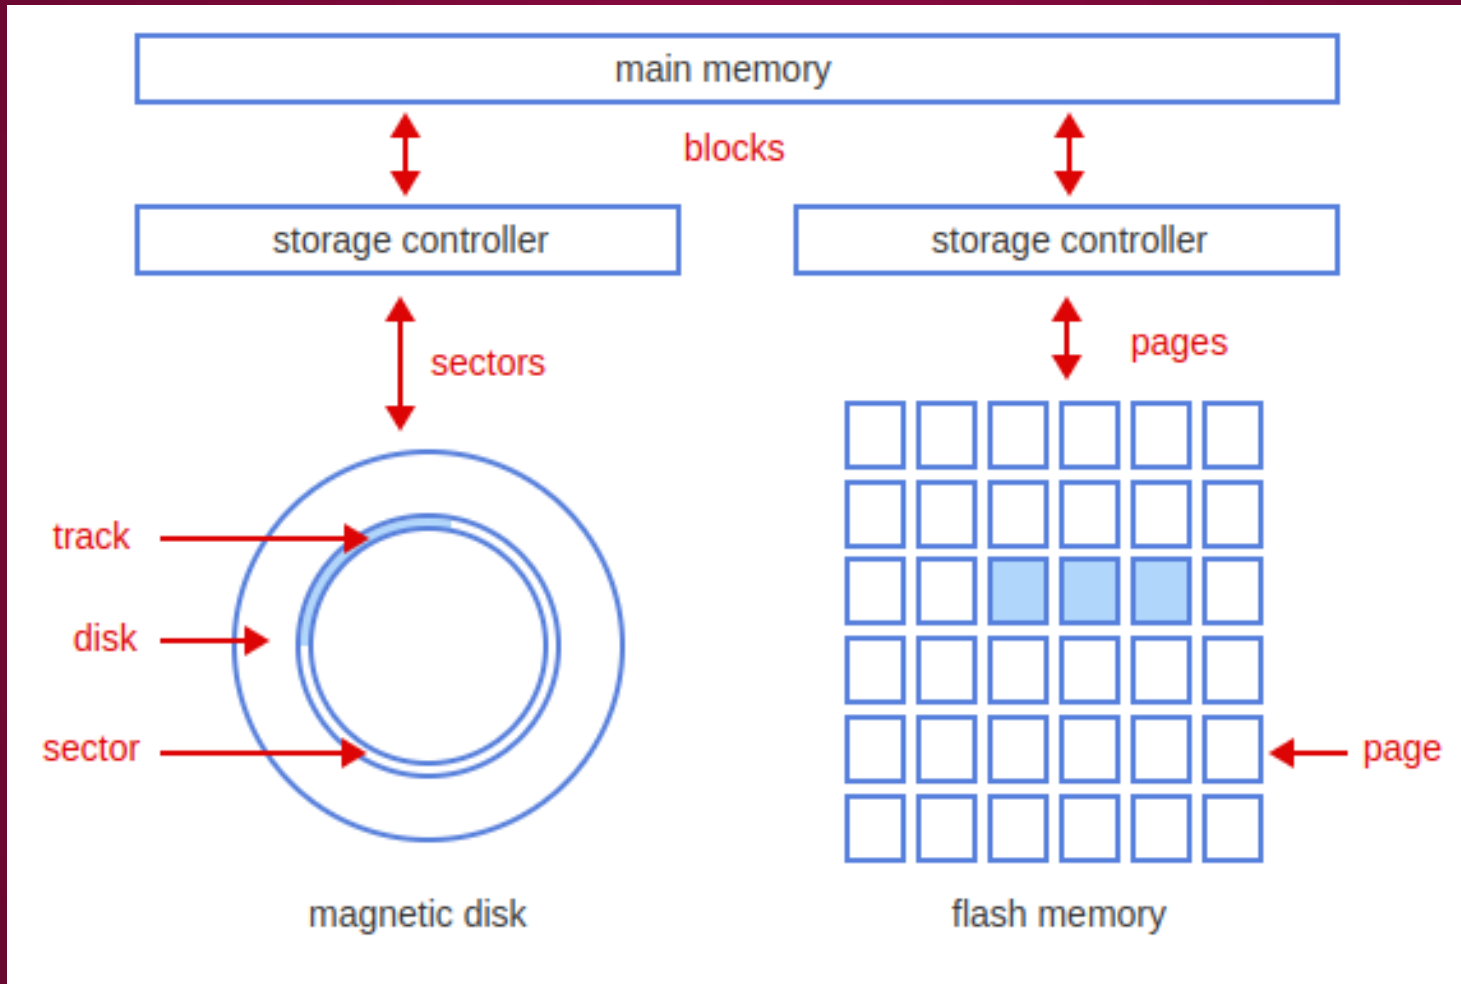 main memory
blocks
storage controller
storage controller
sectors
pages
track
disk
sector
page
magnetic disk
flash memory